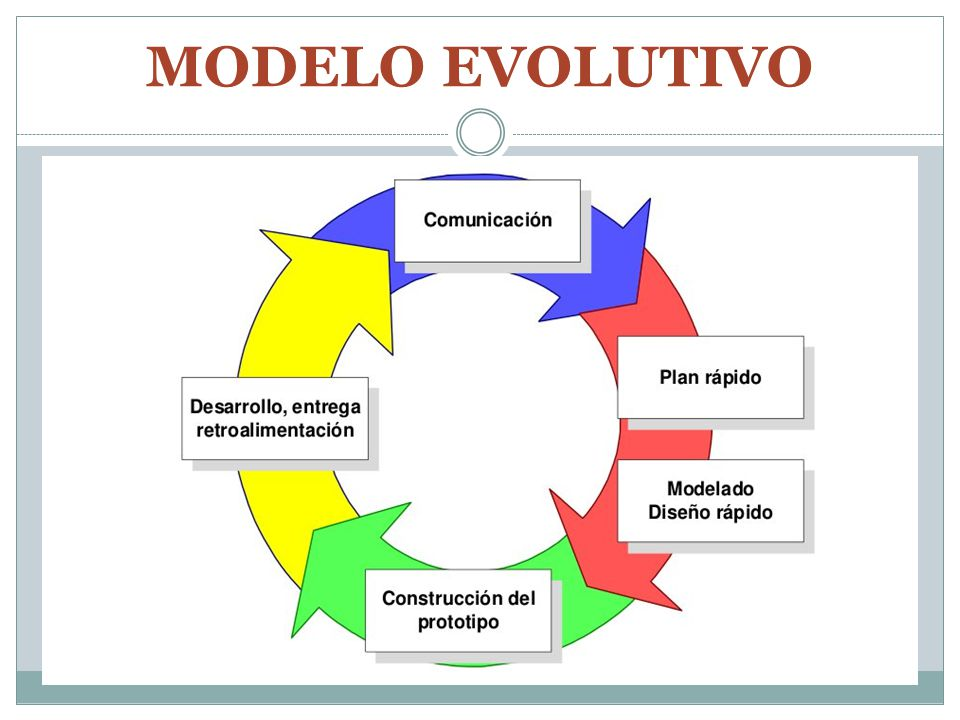 MODELO EVOLUTIVO
Comunicación
Plan rápido
Modelado
Diseño rápido
Construcción del
prototipo
Desarrollo, entrega
retroalimentación